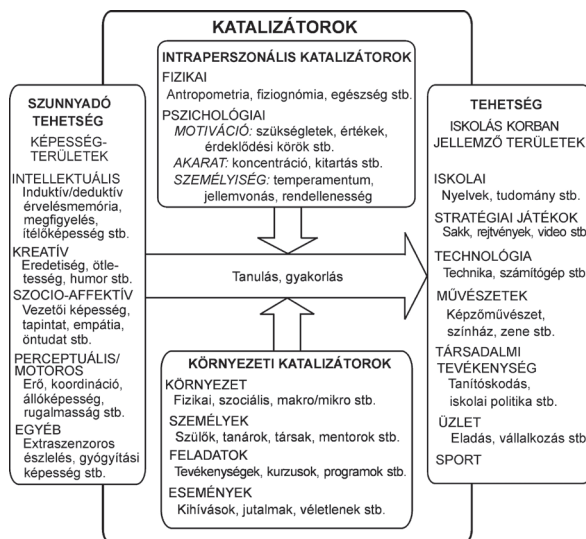 KATALIZÁTOROK
INTRAPERSZONÁLIS KATALIZÁTOROK
FIZIKAI
Antropometria, fiziognómia, egészség stb.
PSZICHOLÓGIAI
MOTIVÁCIÓ: szükségletek, értékek,
érdeklődési körök stb.
AKARAT: koncentráció, kitartás stb.
SZEMÉLYISÉG: temperamentum,
jellemvonás, rendellenesség
SZUNNYADÓ
TEHETSÉG
KÉPESSÉG-
TERÜLETEK
INTELLEKTUÁLIS
Induktív/deduktív
érvelésmemória,
megfigyelés,
ítélőképesség stb.
KREATÍV
Eredetiség, ötle-
tesség, humor stb.
SZOCIO-AFFEKTÍV
Vezetői képesség,
tapintat, empátia,
öntudat stb.
PERCEPTUÁLIS/
MOTOROS
Erő, koordináció,
állóképesség,
rugalmasság stb.
EGYÉB
Extraszenzoros
észlelés, gyógyítási
képesség stb.
Tanulás, gyakorlás
KÖRNYEZETI KATALIZÁTOROK
KÖRNYEZET
Fizikai, szociális, makro/mikro stb.
SZEMÉLYEK
Szülők, tanárok, társak, mentorok stb.
FELADATOK
Tevékenységek, kurzusok, programok stb.
ESEMÉNYEK
Kihívások, jutalmak, véletlenek stb.
TEHETSÉG
ISKOLÁS KORBAN
JELLEMZŐ TERÜLETEK
ISKOLAI
Nyelvek, tudomány stb.
STRATÉGIAI JÁTÉKOK
Sakk, rejtvények, video stb.
TECHNOLÓGIA
Technika, számítógép stb.
MŰVÉSZETEK
Képzőművészet,
színház, zene stb.
TÁRSADALMI
TEVÉKENYSÉG
Tanítóskodás,
iskolai politika stb.
ÜZLET
Eladás, vállalkozás stb.
SPORT